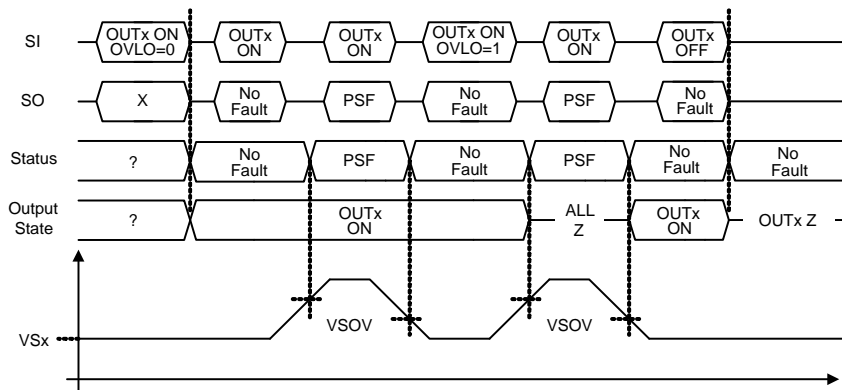 SI
OUTx ON
OVLO=0
OUTx
ON
OUTx
ON
OUTx ON
OVLO=1
OUTx
ON
OUTx
OFF
SO
X
No
Fault
PSF
No
Fault
PSF
No
Fault
Status
?
No
Fault
PSF
No
Fault
PSF
No
Fault
No
Fault
Output
State
?
OUTx
ON
ALL
Z
OUTx
ON
OUTx Z
VSx
VSOV
VSOV